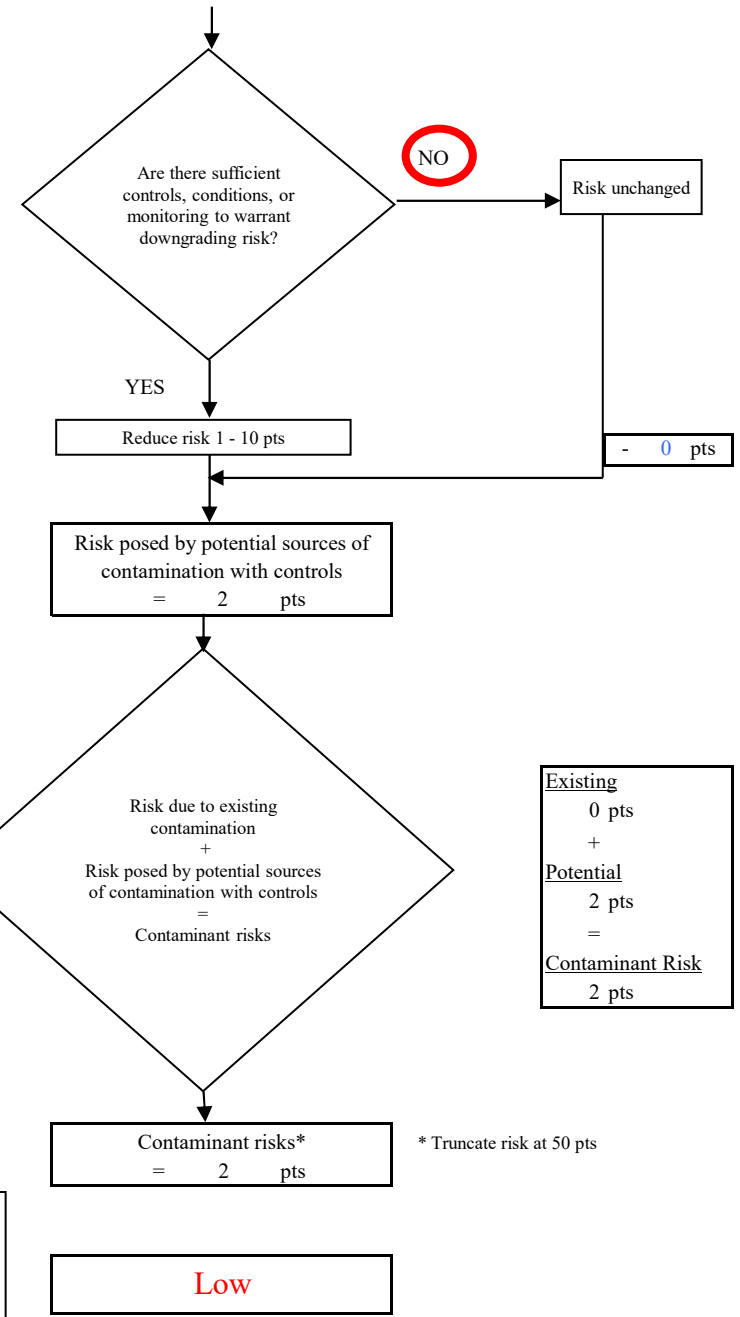 Are there sufficient
controls, conditions, or
monitoring to warrant
downgrading risk?
NO
Risk unchanged
YES
Reduce risk 1 - 10 pts
- 0 pts
Risk posed by potential sources of
contamination with controls
= 2 pts
Risk due to existing
contamination
+
Risk posed by potential sources
of contamination with controls
=
Contaminant risks
Existing
0 pts
+
Potential
2 pts
=
Contaminant Risk
2 pts
Contaminant risks*
= 2 pts
* Truncate risk at 50 pts
Low